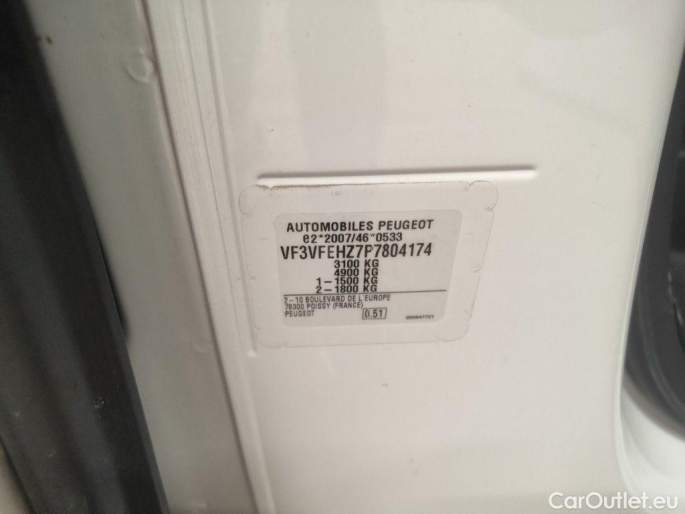 AUTOMOBILES PEUGEOT
e2*2007/46*0533
VF3VFEHZ7P7804174
3100 KG
4900 KG
1-1500 KG
2-1800 KG
2-10 BOULEVARD DE L'EUROPE
78300 POISSY (FRANCE)
PEUGEOT 0.51
CarOutlet.eu